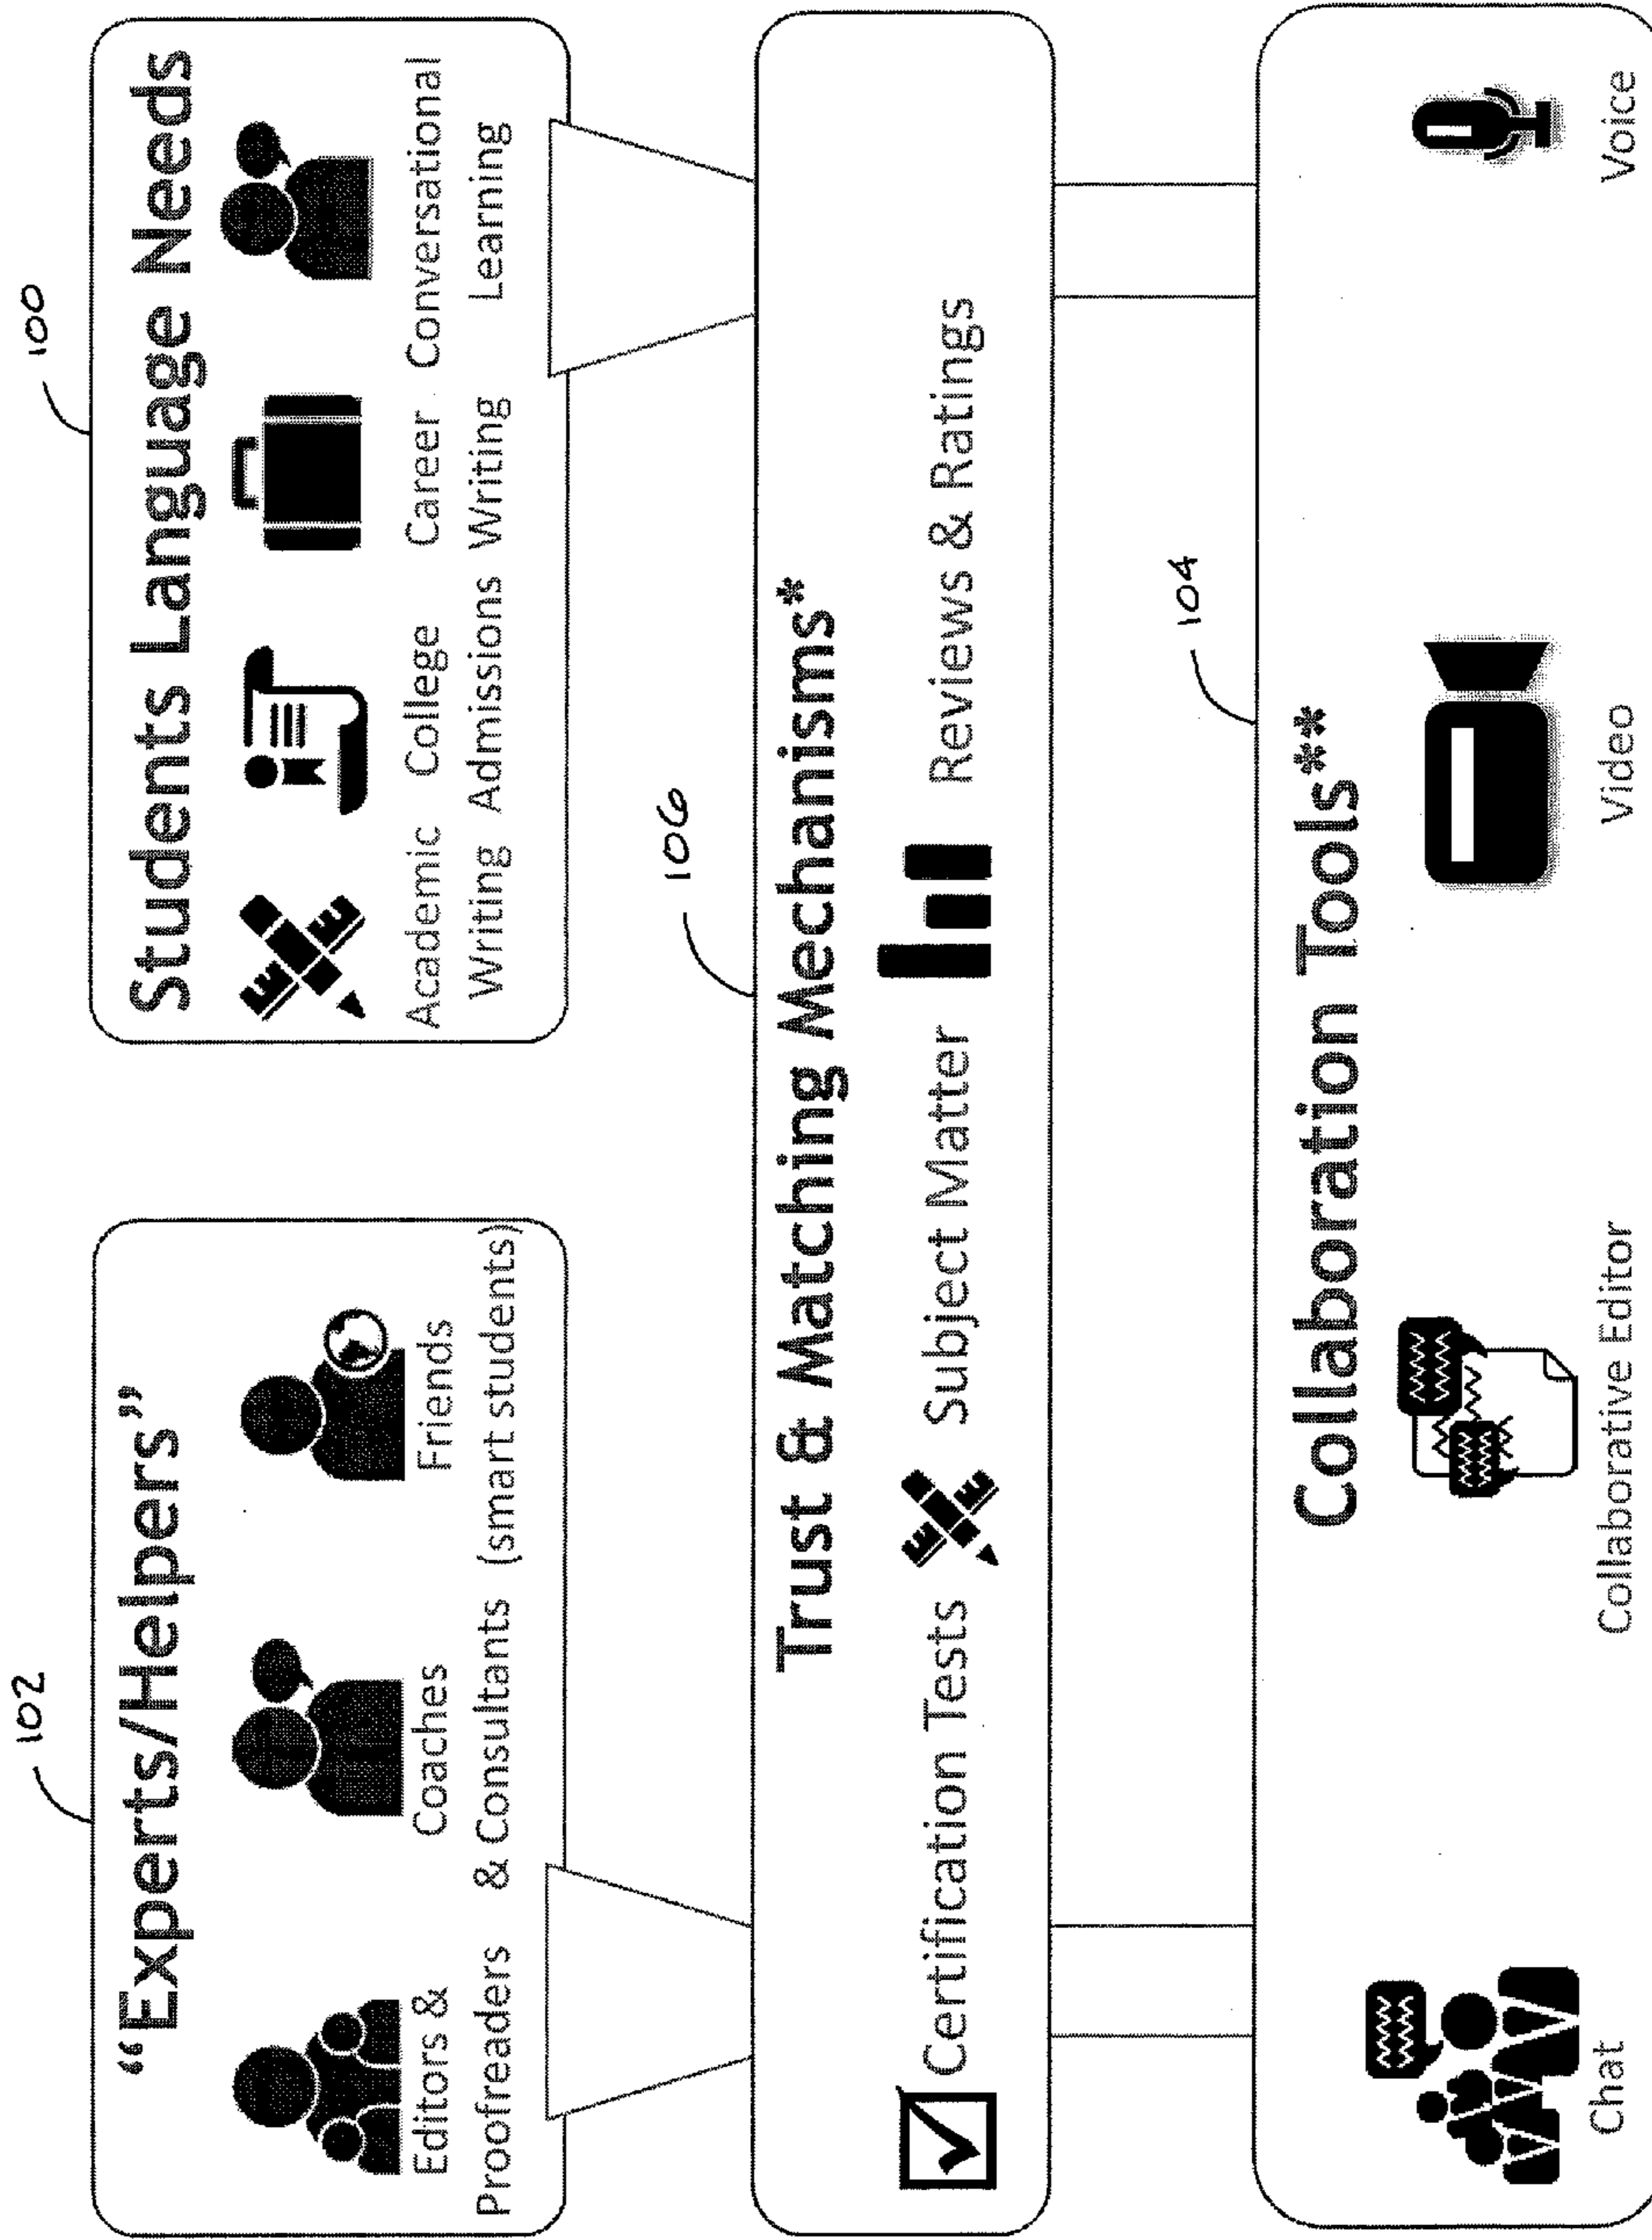 102
100
“Experts/Helpers”
Editors &
Proofreaders
Coaches
& Consultants
Friends
(smart students)
Students Language Needs
Academic
Writing
College
Admissions
Career
Writing
Conversational
Learning
106
Trust & Matching Mechanisms*
Certification Tests
Subject Matter
Reviews & Ratings
104
Collaboration Tools**
Chat
Collaborative Editor
Video
Voice